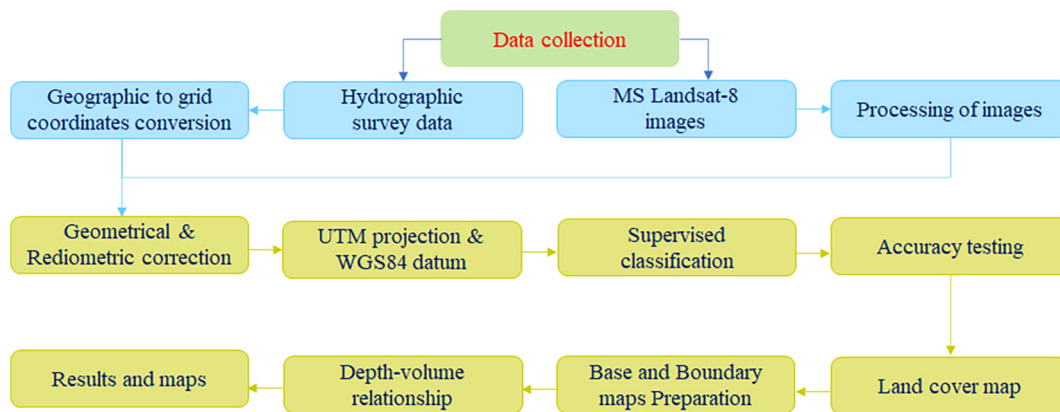 Data collection
Geographic to grid
coordinates conversion
Hydrographic
survey data
MS Landsat-8
images
Processing of images
Geometrical &
Rediometric correction
UTM projection &
WGS84 datum
Supervised
classification
Accuracy testing
Results and maps
Depth-volume
relationship
Base and Boundary
maps Preparation
Land cover map